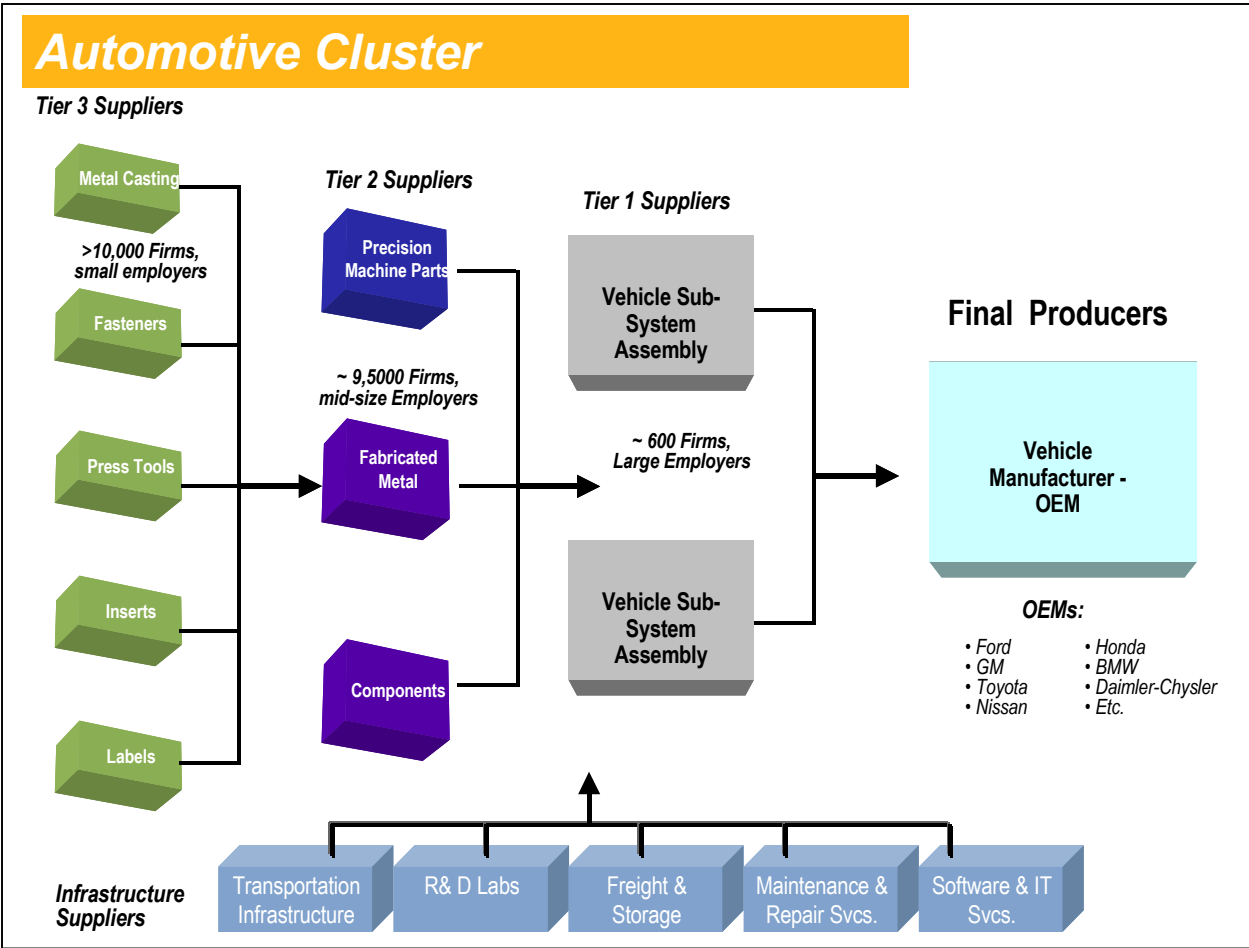 Automotive Cluster
Tier 3 Suppliers
Metal Casting
>10,000 Firms,
small employers
Fasteners
Press Tools
Inserts
Labels
Tier 2 Suppliers
Precision
Machine Parts
~ 9,5000 Firms,
mid-size Employers
Fabricated
Metal
Components
Tier 1 Suppliers
Vehicle Sub-
System
Assembly
~ 600 Firms,
Large Employers
Vehicle Sub-
System
Assembly
Final Producers
Vehicle
Manufacturer -
OEM
OEMs:
• Ford
• GM
• Toyota
• Nissan
• Honda
• BMW
• Daimler-Chysler
• Etc.
Infrastructure
Suppliers
Transportation
Infrastructure
R& D Labs
Freight &
Storage
Maintenance &
Repair Svcs.
Software & IT
Svcs.